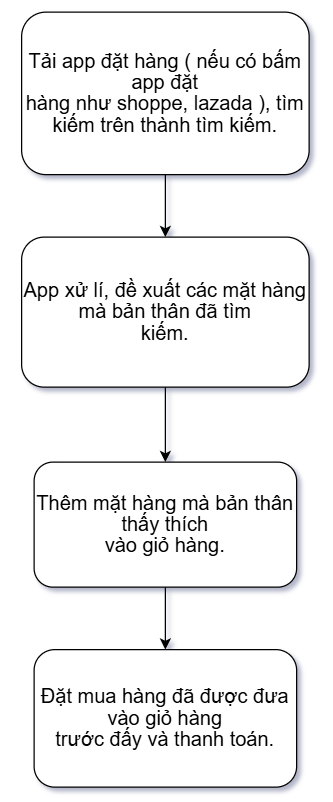 Tải app đặt hàng ( nếu có bấm
app đặt
hàng như shoppe, lazada ), tìm
kiếm trên thành tìm kiếm.
App xử lí, đề xuất các mặt hàng
mà bản thân đã tìm
kiếm.
Thêm mặt hàng mà bản thân
thấy thích
vào giỏ hàng.
Đặt mua hàng đã được đưa
vào giỏ hàng
trước đấy và thanh toán.